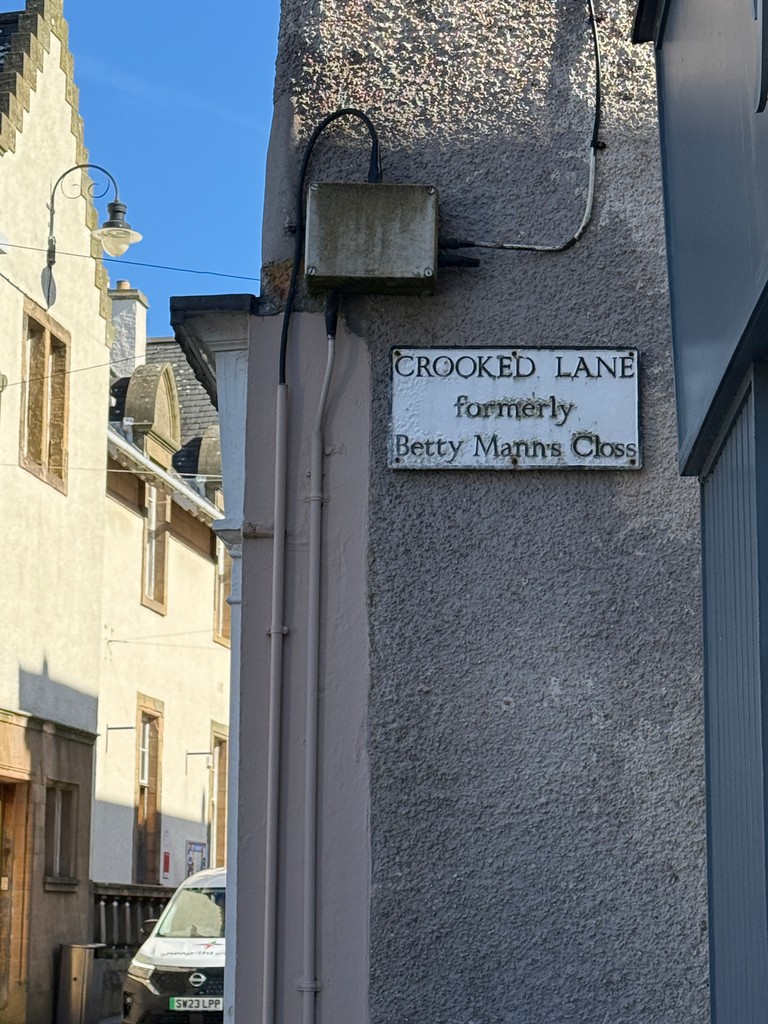 CROOKED LANE
formerly
Betty Mann's Closs
SW23 LPP